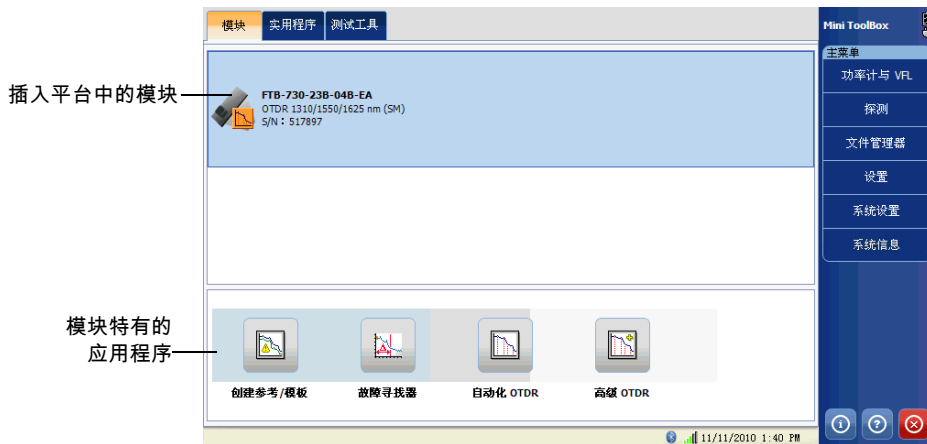 模块 实用程序 测试工具
Mini ToolBox
主菜单
功率计与 VFL
探测
文件管理器
设置
系统设置
系统信息
插入平台中的模块
FTB-730-23B-04B-EA
OTDR 1310/1550/1625 nm (SM)
S/N：517897
模块特有的
应用程序
创建参考/模板 故障寻找器 自动化 OTDR 高级 OTDR
11/11/2010 1:40 PM